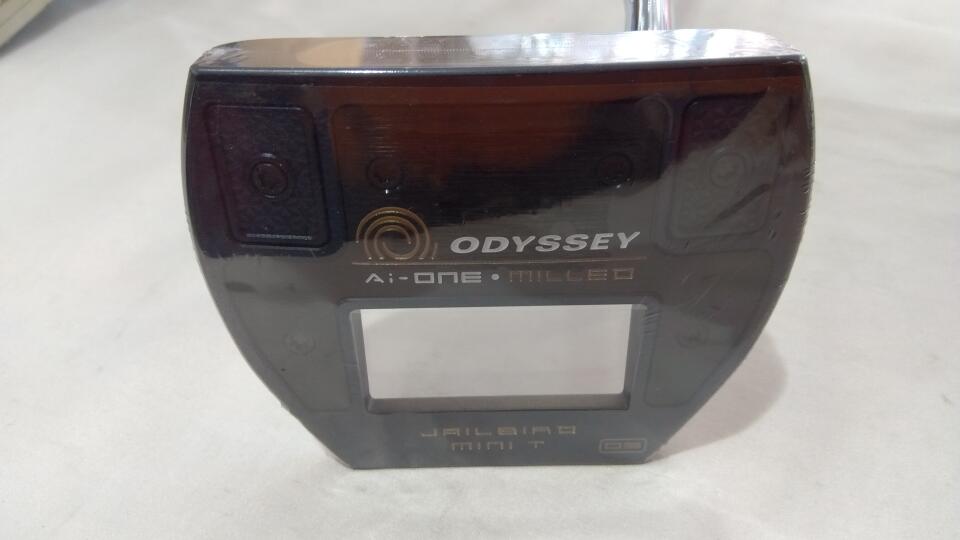 ODYSSEY
Ai-ONE • MILLED
JAILBIRD
MINI T
DB